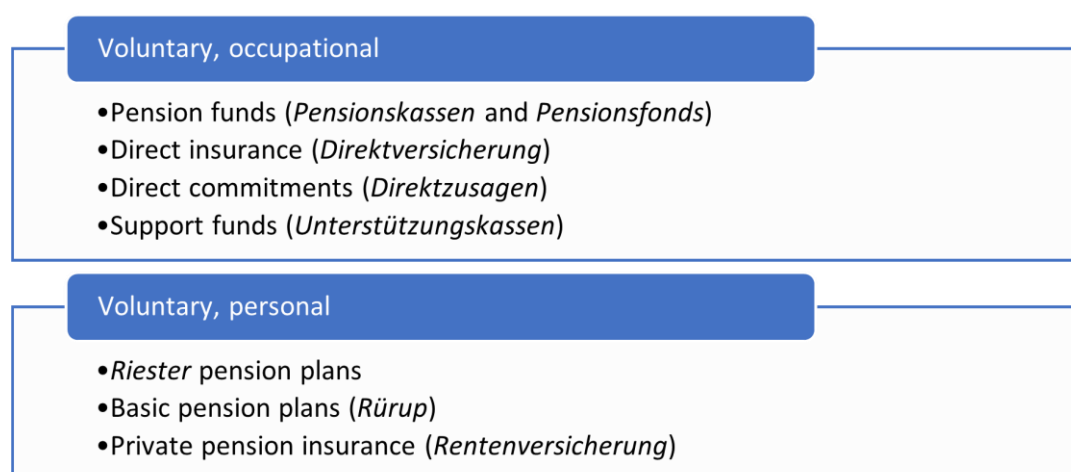 Voluntary, occupational
•Pension funds (Pensionskassen and Pensionsfonds)
•Direct insurance (Direktversicherung)
•Direct commitments (Direktzusagen)
•Support funds (Unterstützungskassen)
Voluntary, personal
•Riester pension plans
•Basic pension plans (Rürup)
•Private pension insurance (Rentenversicherung)